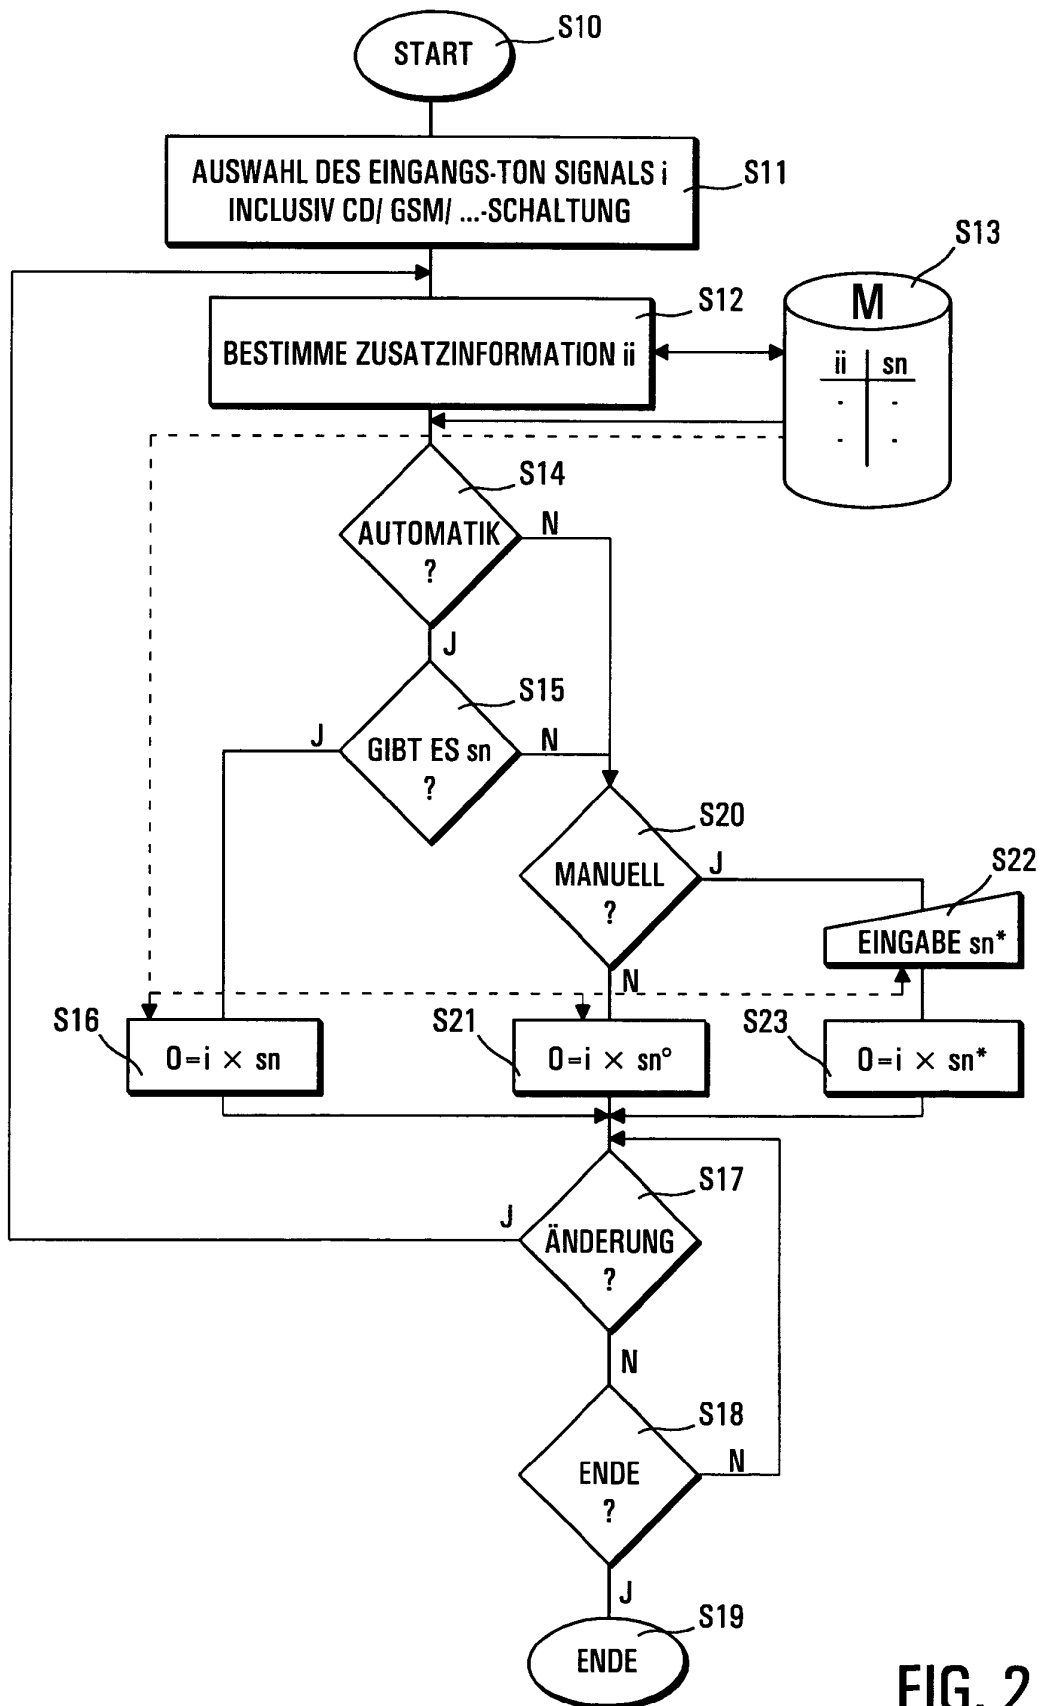 START
S10
AUSWAHL DES EINGANGS-TON SIGNALS i
INCLUSIV CD/ GSM/ ...-SCHALTUNG
S11
S13
M
ii sn
- -
- -
S12
BESTIMME ZUSATZINFORMATION ii
S14
AUTOMATIK
?
N
J
S15
GIBT ES sn
?
J
N
S20
MANUELL
?
J
N
S22
EINGABE sn*
S16
O=i × sn
S21
O=i × sn°
S23
O=i × sn*
S17
ÄNDERUNG
?
J
N
S18
ENDE
?
N
J
S19
ENDE
FIG. 2